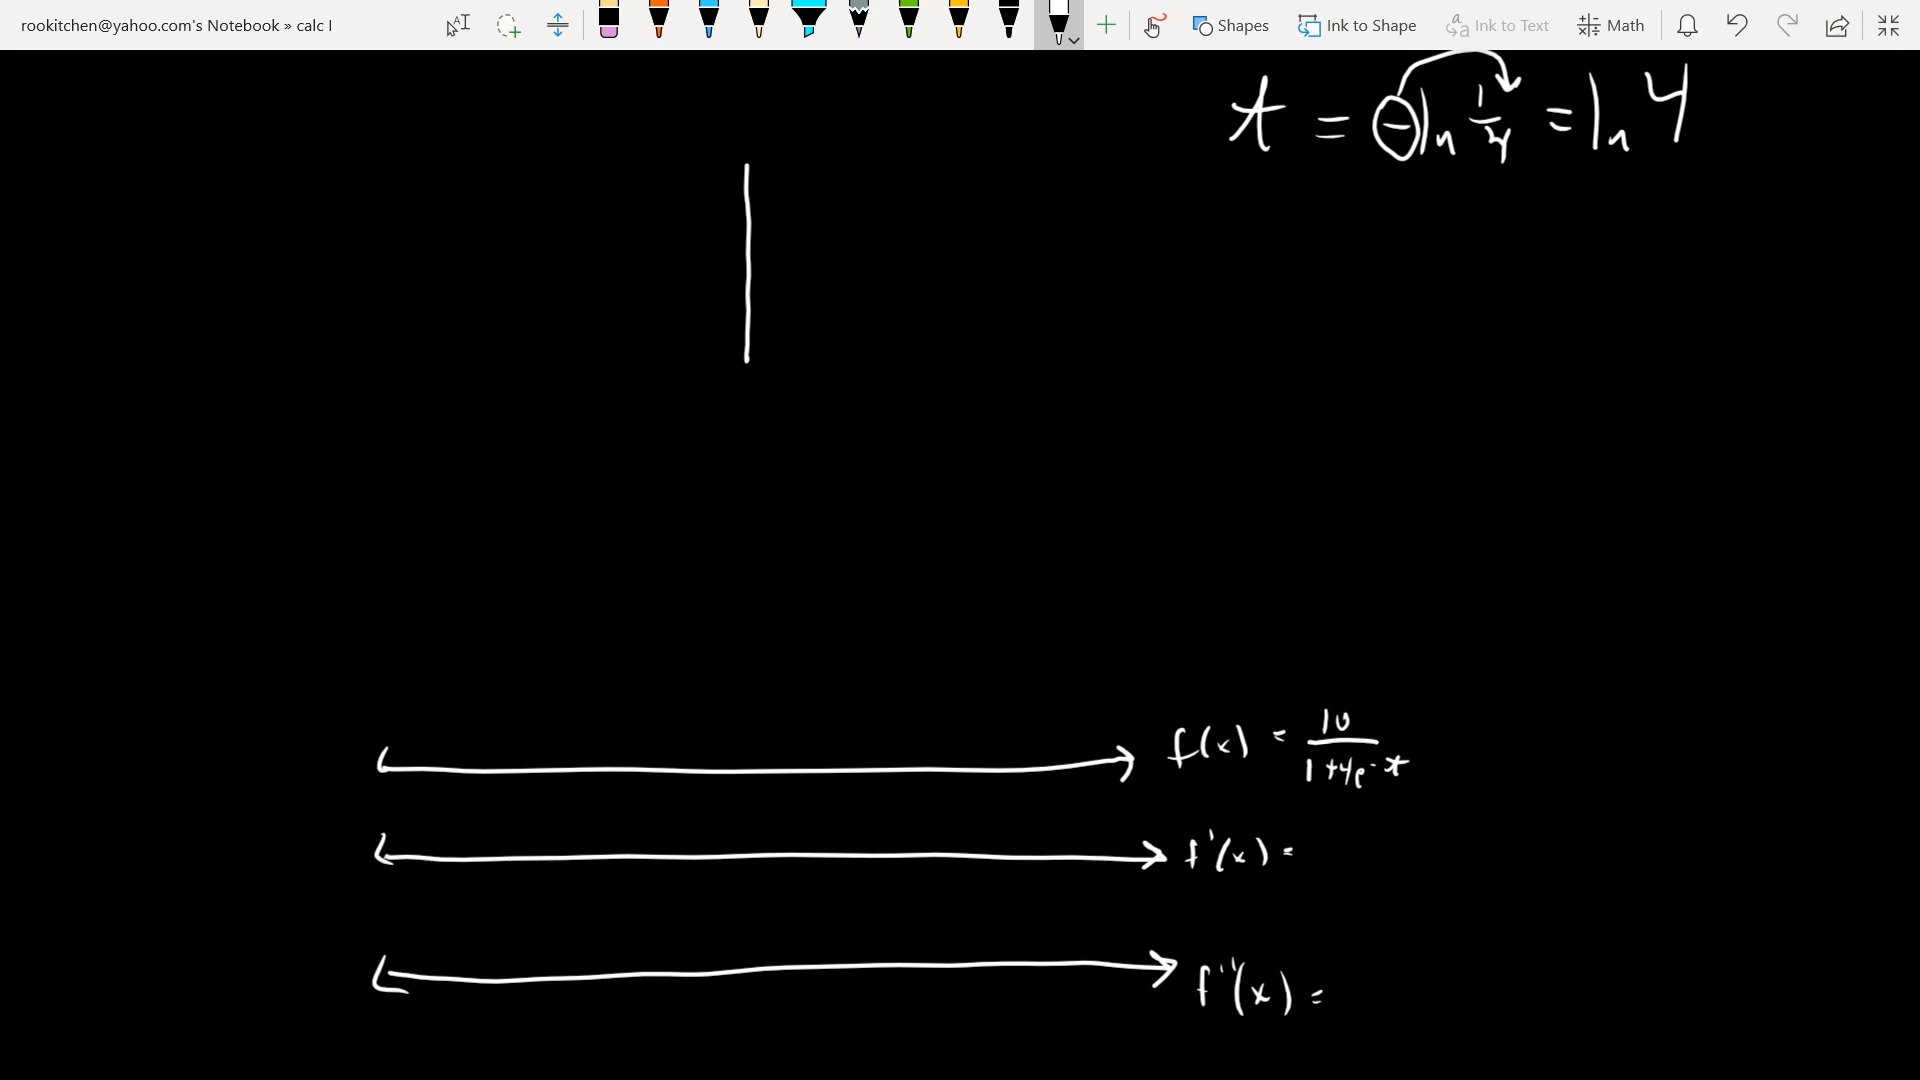 rookitchen@yahoo.com's Notebook » calc I
Shapes
Ink to Shape
Ink to Text
Math
t = -ln 1/4 = ln 4
f(x) = 10/(1+4e^-t)
f'(x) =
f''(x) =